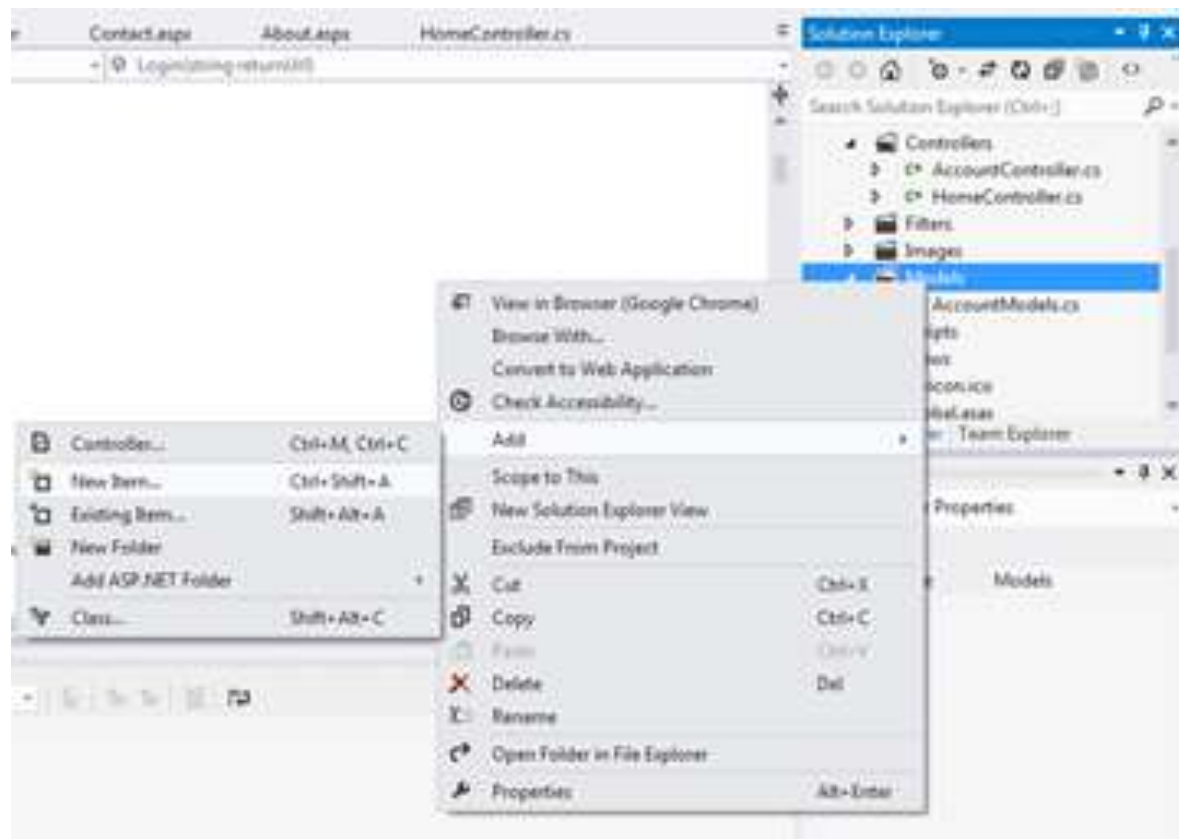 Contact.aspx
About.aspx
HomeController.cs
Login(string returnUrl)
Solution Explorer
Search Solution Explorer (Ctrl+;)
Controllers
AccountController.cs
HomeController.cs
Filters
Images
Models
AccountModels.cs
Team Explorer
Properties
Models
View in Browser (Google Chrome)
Browse With...
Convert to Web Application
Check Accessibility...
Add
Scope to This
New Solution Explorer View
Exclude From Project
Cut Ctrl+X
Copy Ctrl+C
Paste Ctrl+V
Delete Del
Rename
Open Folder in File Explorer
Properties Alt+Enter
Controller... Ctrl+M, Ctrl+C
New Item... Ctrl+Shift+A
Existing Item... Shift+Alt+A
New Folder
Add ASP.NET Folder
Class... Shift+Alt+C